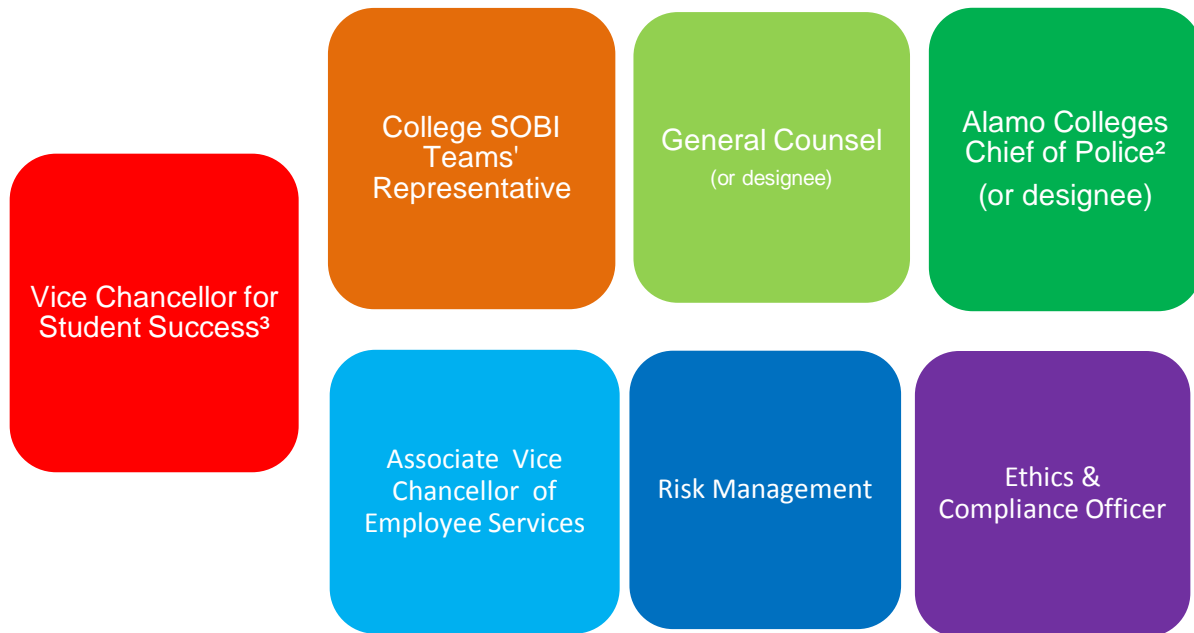 Vice Chancellor for
Student Success³
College SOBI
Teams'
Representative
General Counsel
(or designee)
Alamo Colleges
Chief of Police²
(or designee)
Associate Vice
Chancellor of
Employee Services
Risk Management
Ethics &
Compliance Officer